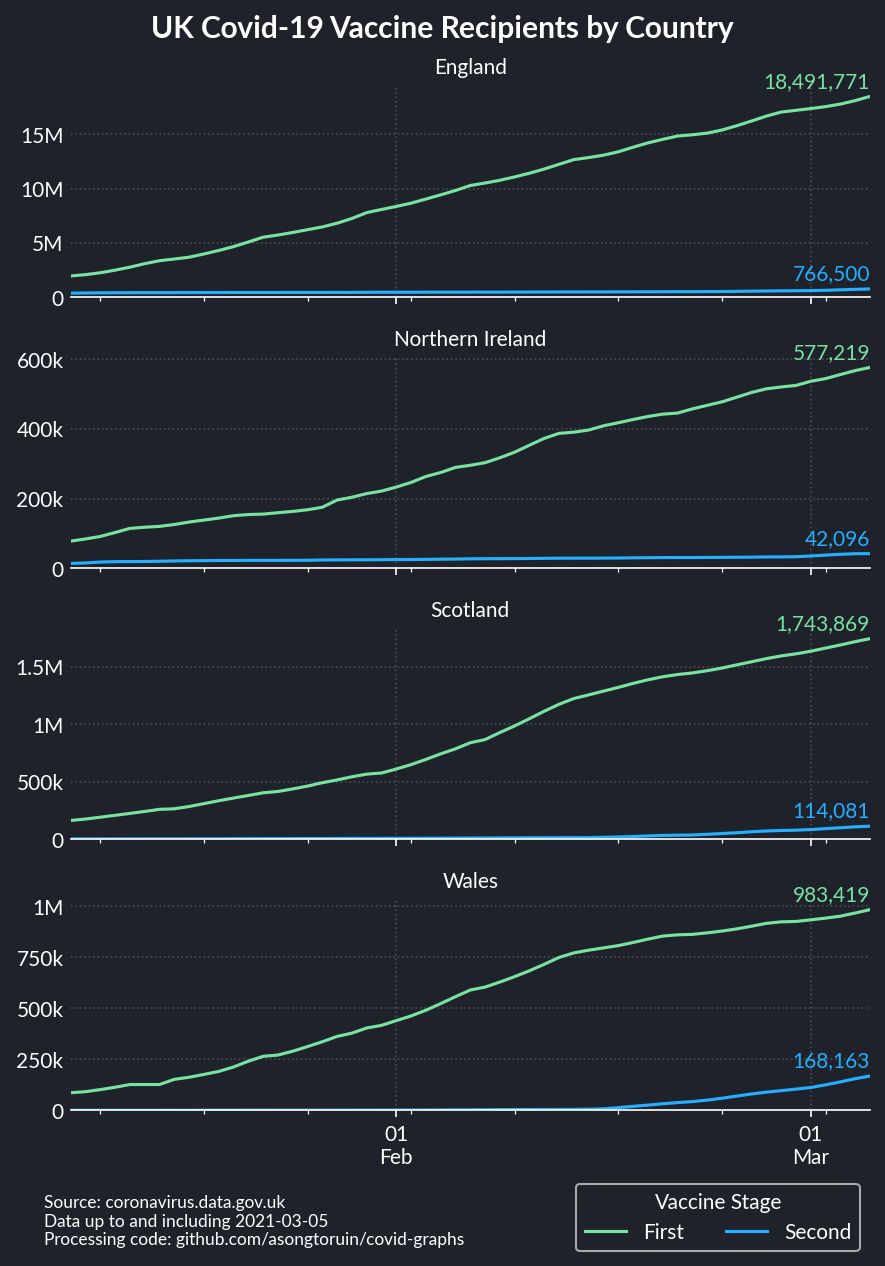 UK Covid-19 Vaccine Recipients by Country
England
18,491,771
15M
10M
5M
766,500
0
Northern Ireland
600k
577,219
400k
200k
42,096
0
Scotland
1,743,869
1.5M
1M
500k
114,081
0
Wales
983,419
1M
750k
500k
250k
168,163
0
01
Feb
01
Mar
Source: coronavirus.data.gov.uk
Data up to and including 2021-03-05
Processing code: github.com/asongtoruin/covid-graphs
Vaccine Stage
First
Second